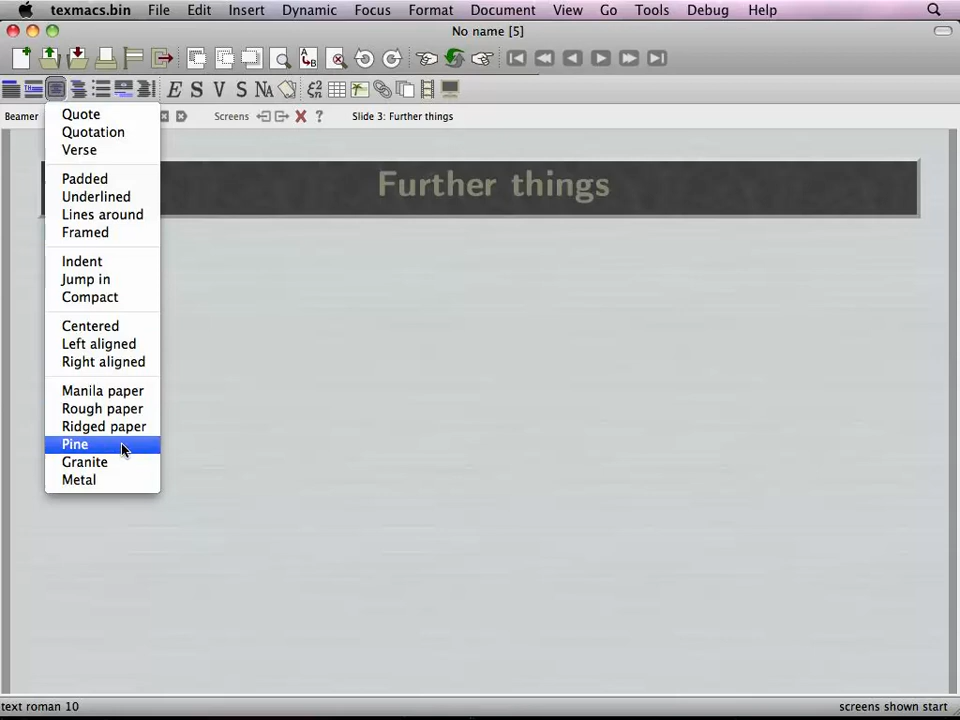 texmacs.bin File Edit Insert Dynamic Focus Format Document View Go Tools Debug Help
No name [5]
E S V S NA
Beamer Screens ? Slide 3: Further things
Further things
Quote
Quotation
Verse
Padded
Underlined
Lines around
Framed
Indent
Jump in
Compact
Centered
Left aligned
Right aligned
Manila paper
Rough paper
Ridged paper
Pine
Granite
Metal
text roman 10 screens shown start